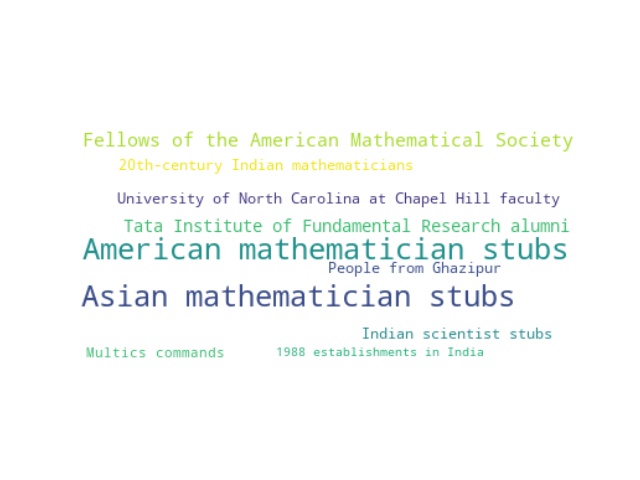 Fellows of the American Mathematical Society
20th-century Indian mathematicians
University of North Carolina at Chapel Hill faculty
Tata Institute of Fundamental Research alumni
American mathematician stubs
People from Ghazipur
Asian mathematician stubs
Indian scientist stubs
Multics commands
1988 establishments in India